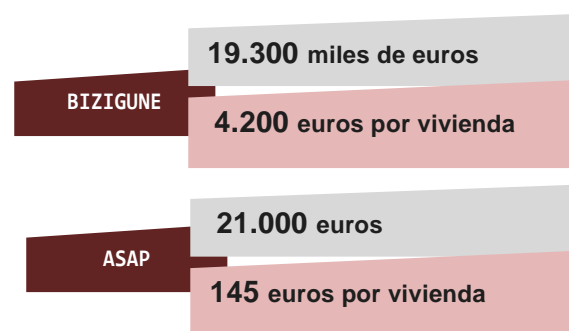 19.300 miles de euros
BIZIGUNE
4.200 euros por vivienda
21.000 euros
ASAP
145 euros por vivienda